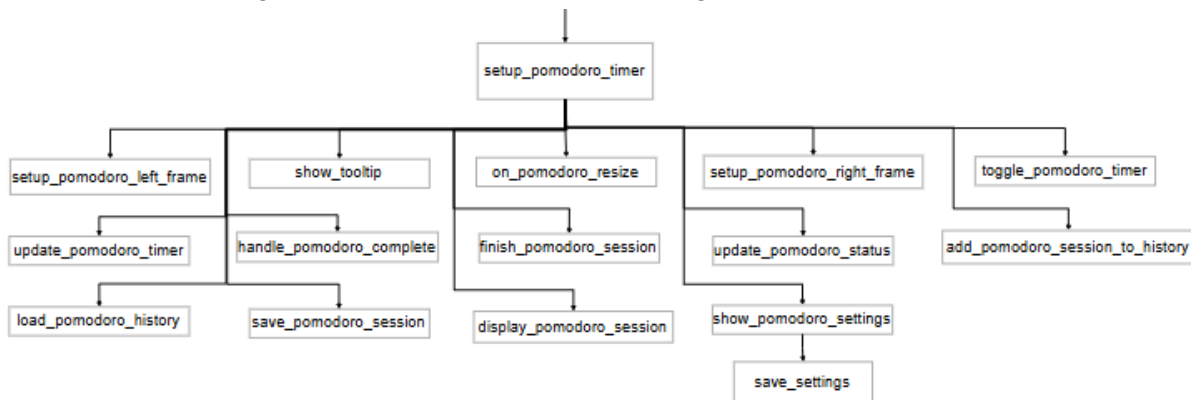 setup_pomodoro_timer
setup_pomodoro_left_frame
show_tooltip
on_pomodoro_resize
setup_pomodoro_right_frame
toggle_pomodoro_timer
update_pomodoro_timer
handle_pomodoro_complete
finish_pomodoro_session
update_pomodoro_status
add_pomodoro_session_to_history
load_pomodoro_history
save_pomodoro_session
display_pomodoro_session
show_pomodoro_settings
save_settings